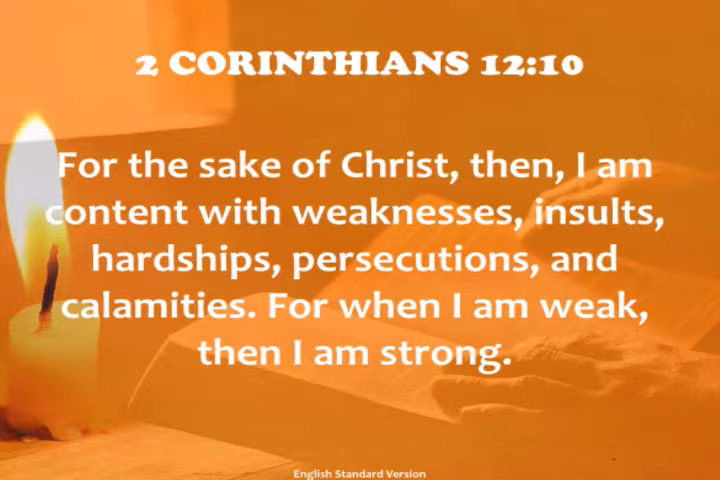 2 CORINTHIANS 12:10
For the sake of Christ, then, I am
content with weaknesses, insults,
hardships, persecutions, and
calamities. For when I am weak,
then I am strong.
English Standard Version